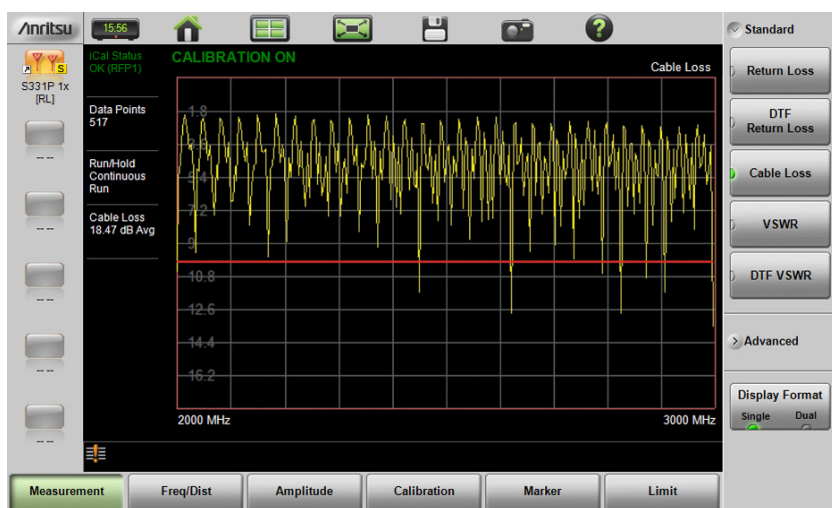 Anritsu
15:56
?
Standard
iCal Status
OK (RFP1)
CALIBRATION ON
Cable Loss
S
S331P 1x
[RL]
Return Loss
1.8
Data Points
517
DTF
Return Loss
-- --
Run/Hold
Continuous
Run
5.4
Cable Loss
7.2
Cable Loss
18.47 dB Avg
-- --
9
VSWR
10.8
DTF VSWR
-- --
12.6
14.4
Advanced
-- --
16.2
Display Format
Single Dual
2000 MHz
3000 MHz
-- --
Measurement
Freq/Dist
Amplitude
Calibration
Marker
Limit